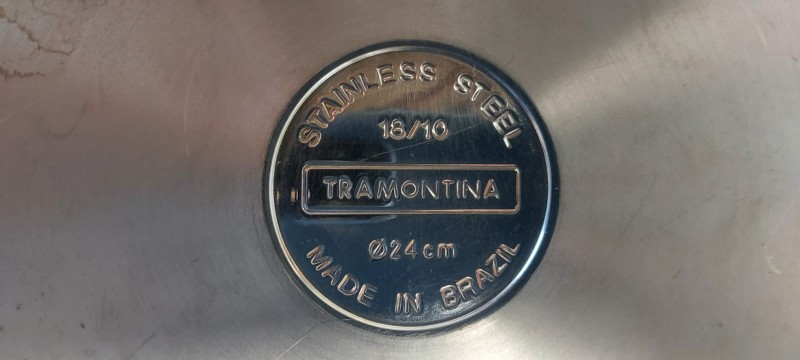 STAINLESS STEEL
18/10
TRAMONTINA
Ø24cm
MADE IN BRAZIL